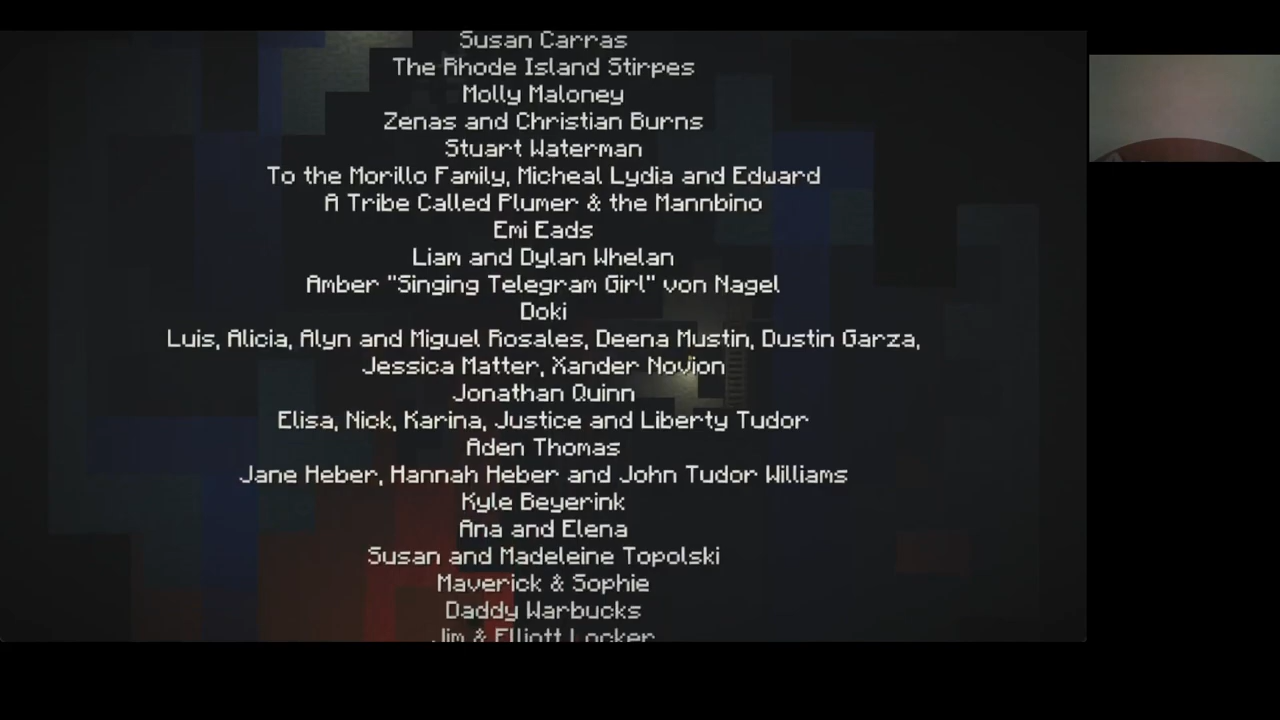 Susan Carras
The Rhode Island Stirpes
Molly Maloney
Zenas and Christian Burns
Stuart Waterman
To the Morillo Family, Micheal Lydia and Edward
A Tribe Called Plumer & the Mannbino
Emi Eads
Liam and Dylan Whelan
Amber "Singing Telegram Girl" von Nagel
Doki
Luis, Alicia, Alyn and Miguel Rosales, Deena Mustin, Dustin Garza,
Jessica Matter, Xander Novion
Jonathan Quinn
Elisa, Nick, Karina, Justice and Liberty Tudor
Aden Thomas
Jane Heber, Hannah Heber and John Tudor Williams
Kyle Beyerink
Ana and Elena
Susan and Madeleine Topolski
Maverick & Sophie
Daddy Warbucks
Jim & Elliott Locker